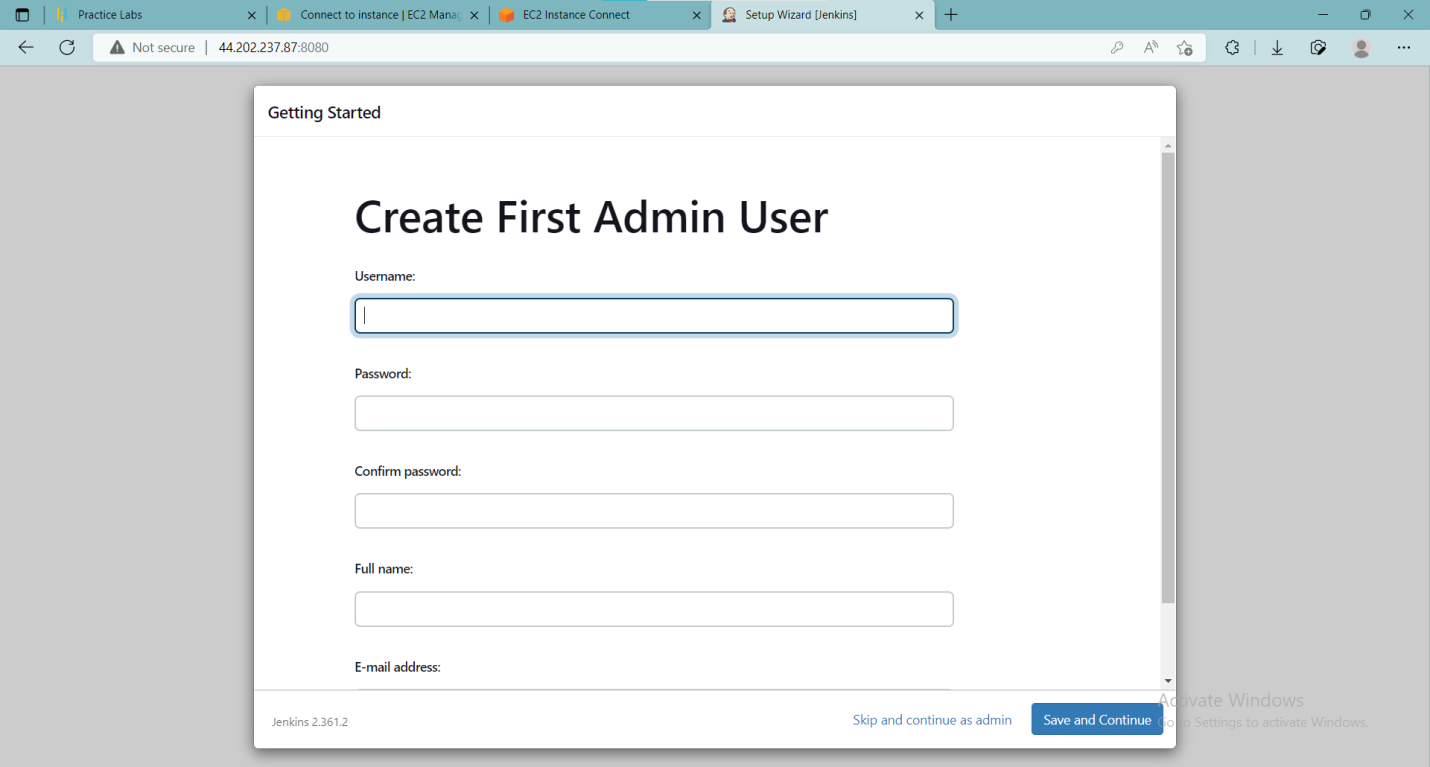 Practice Labs
Connect to instance | EC2 Manag
EC2 Instance Connect
Setup Wizard [Jenkins]
Not secure | 44.202.237.87:8080
Getting Started
Create First Admin User
Username:
Password:
Confirm password:
Full name:
E-mail address:
Jenkins 2.361.2
Skip and continue as admin
Save and Continue
Activate Windows
Go to Settings to activate Windows.